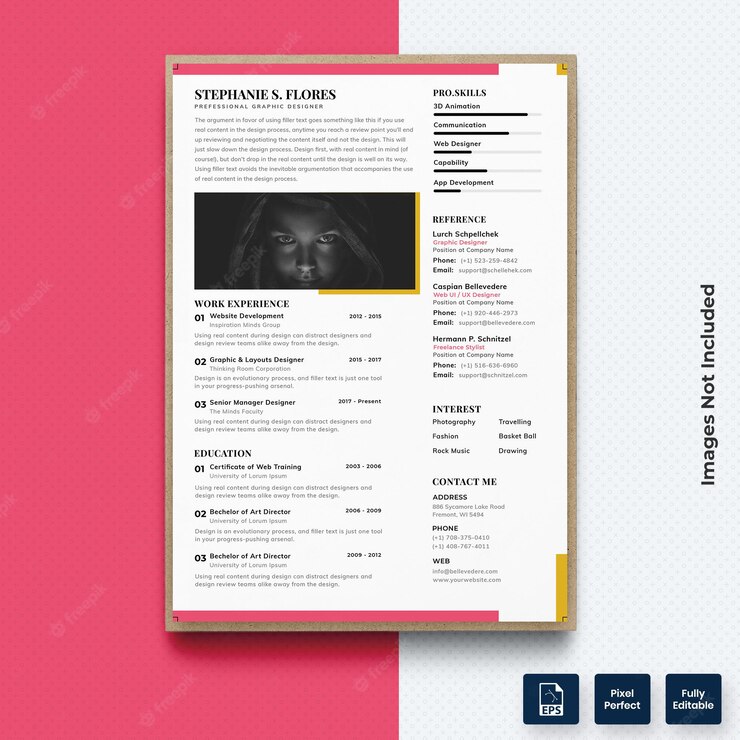 STEPHANIE S. FLORES
PREFESSIONAL GRAPHIC DESIGNER
The argument in favor of using filler text goes something like this if you use
real content in the design process, anytime you reach a review point you'll end
up reviewing and negotiating the content itself and not the design. This will
just slow down the design process. Design first, with real content in mind (of
course!), but don't drop in the real content until the design is well on its way.
Using filler text avoids the inevitable argumentation that accompanies the use
of real content in the design process.
WORK EXPERIENCE
01 Website Development 2012 - 2015
Inspiration Minds Group
Using real content during design can distract designers and
design review teams alike away from the design.
02 Graphic & Layouts Designer 2015 - 2017
Thinking Room Corporation
Design is an evolutionary process, and filler text is just one tool
in your progress-pushing arsenal.
03 Senior Manager Designer 2017 - Present
The Minds Faculty
Using real content during design can distract designers and
design review teams alike away from the design.
EDUCATION
01 Certificate of Web Training 2003 - 2006
University of Lorum Ipsum
Using real content during design can distract designers and
design review teams alike away from the design.
02 Bechelor of Art Director 2006 - 2009
University of Lorum Ipsum
Design is an evolutionary process, and filler text is just one tool
in your progress-pushing arsenal.
03 Bechelor of Art Director 2009 - 2012
University of Lorum Ipsum
Using real content during design can distract designers and
design review teams alike away from the design.
PRO.SKILLS
3D Animation
Communication
Web Designer
Capability
App Development
REFERENCE
Lurch Schpellchek
Graphic Designer
Position at Company Name
Phone: (+1) 523-259-4842
Email: support@schellehek.com
Caspian Bellevedere
Web UI / UX Designer
Position at Company Name
Phone: (+1) 920-446-2973
Email: support@bellevedere.com
Hermann P. Schnitzel
Freelance Stylist
Position at Company Name
Phone: (+1) 516-636-6960
Email: support@schnitzel.com
INTEREST
Photography Travelling
Fashion Basket Ball
Rock Music Drawing
CONTACT ME
ADDRESS
886 Sycamore Lake Road
Fremont, WI 5494
PHONE
(+1) 708-375-0410
(+1) 408-767-4011
WEB
info@bellevedere.com
www.yourwebsite.com
Images Not Included
EPS
Pixel
Perfect
Fully
Editable
freepik
freepik
freepik
freepik
freepik
freepik